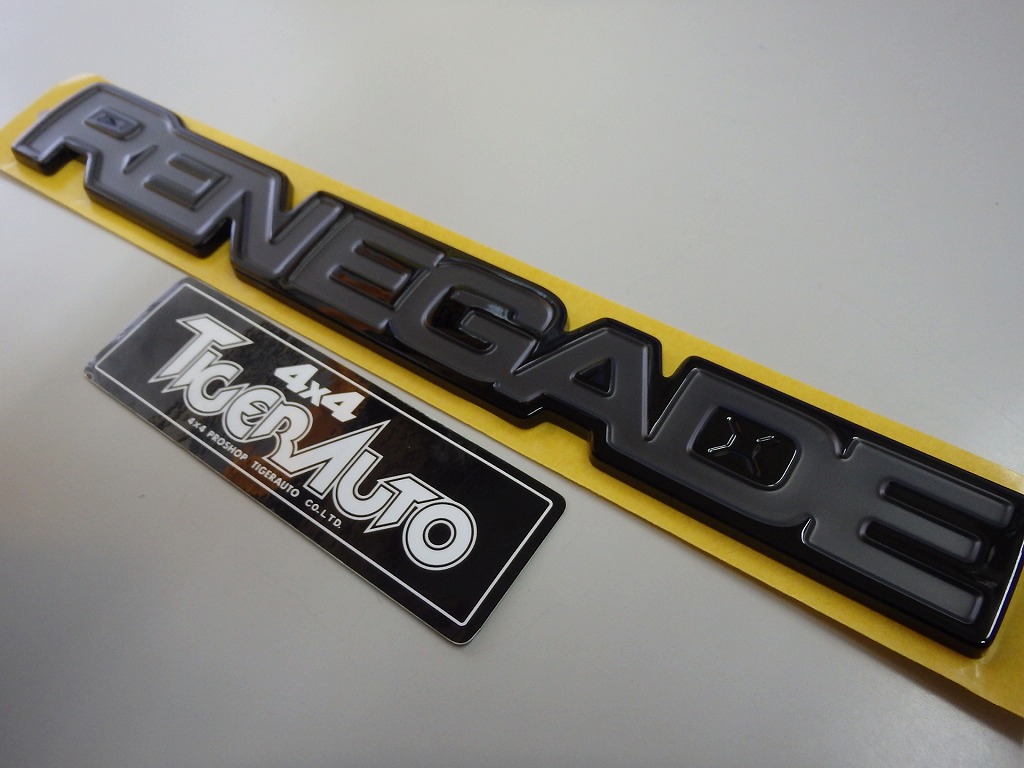 RENEGADE
4x4
TIGERAUTO
4x4 PROSHOP TIGERAUTO CO.LTD.